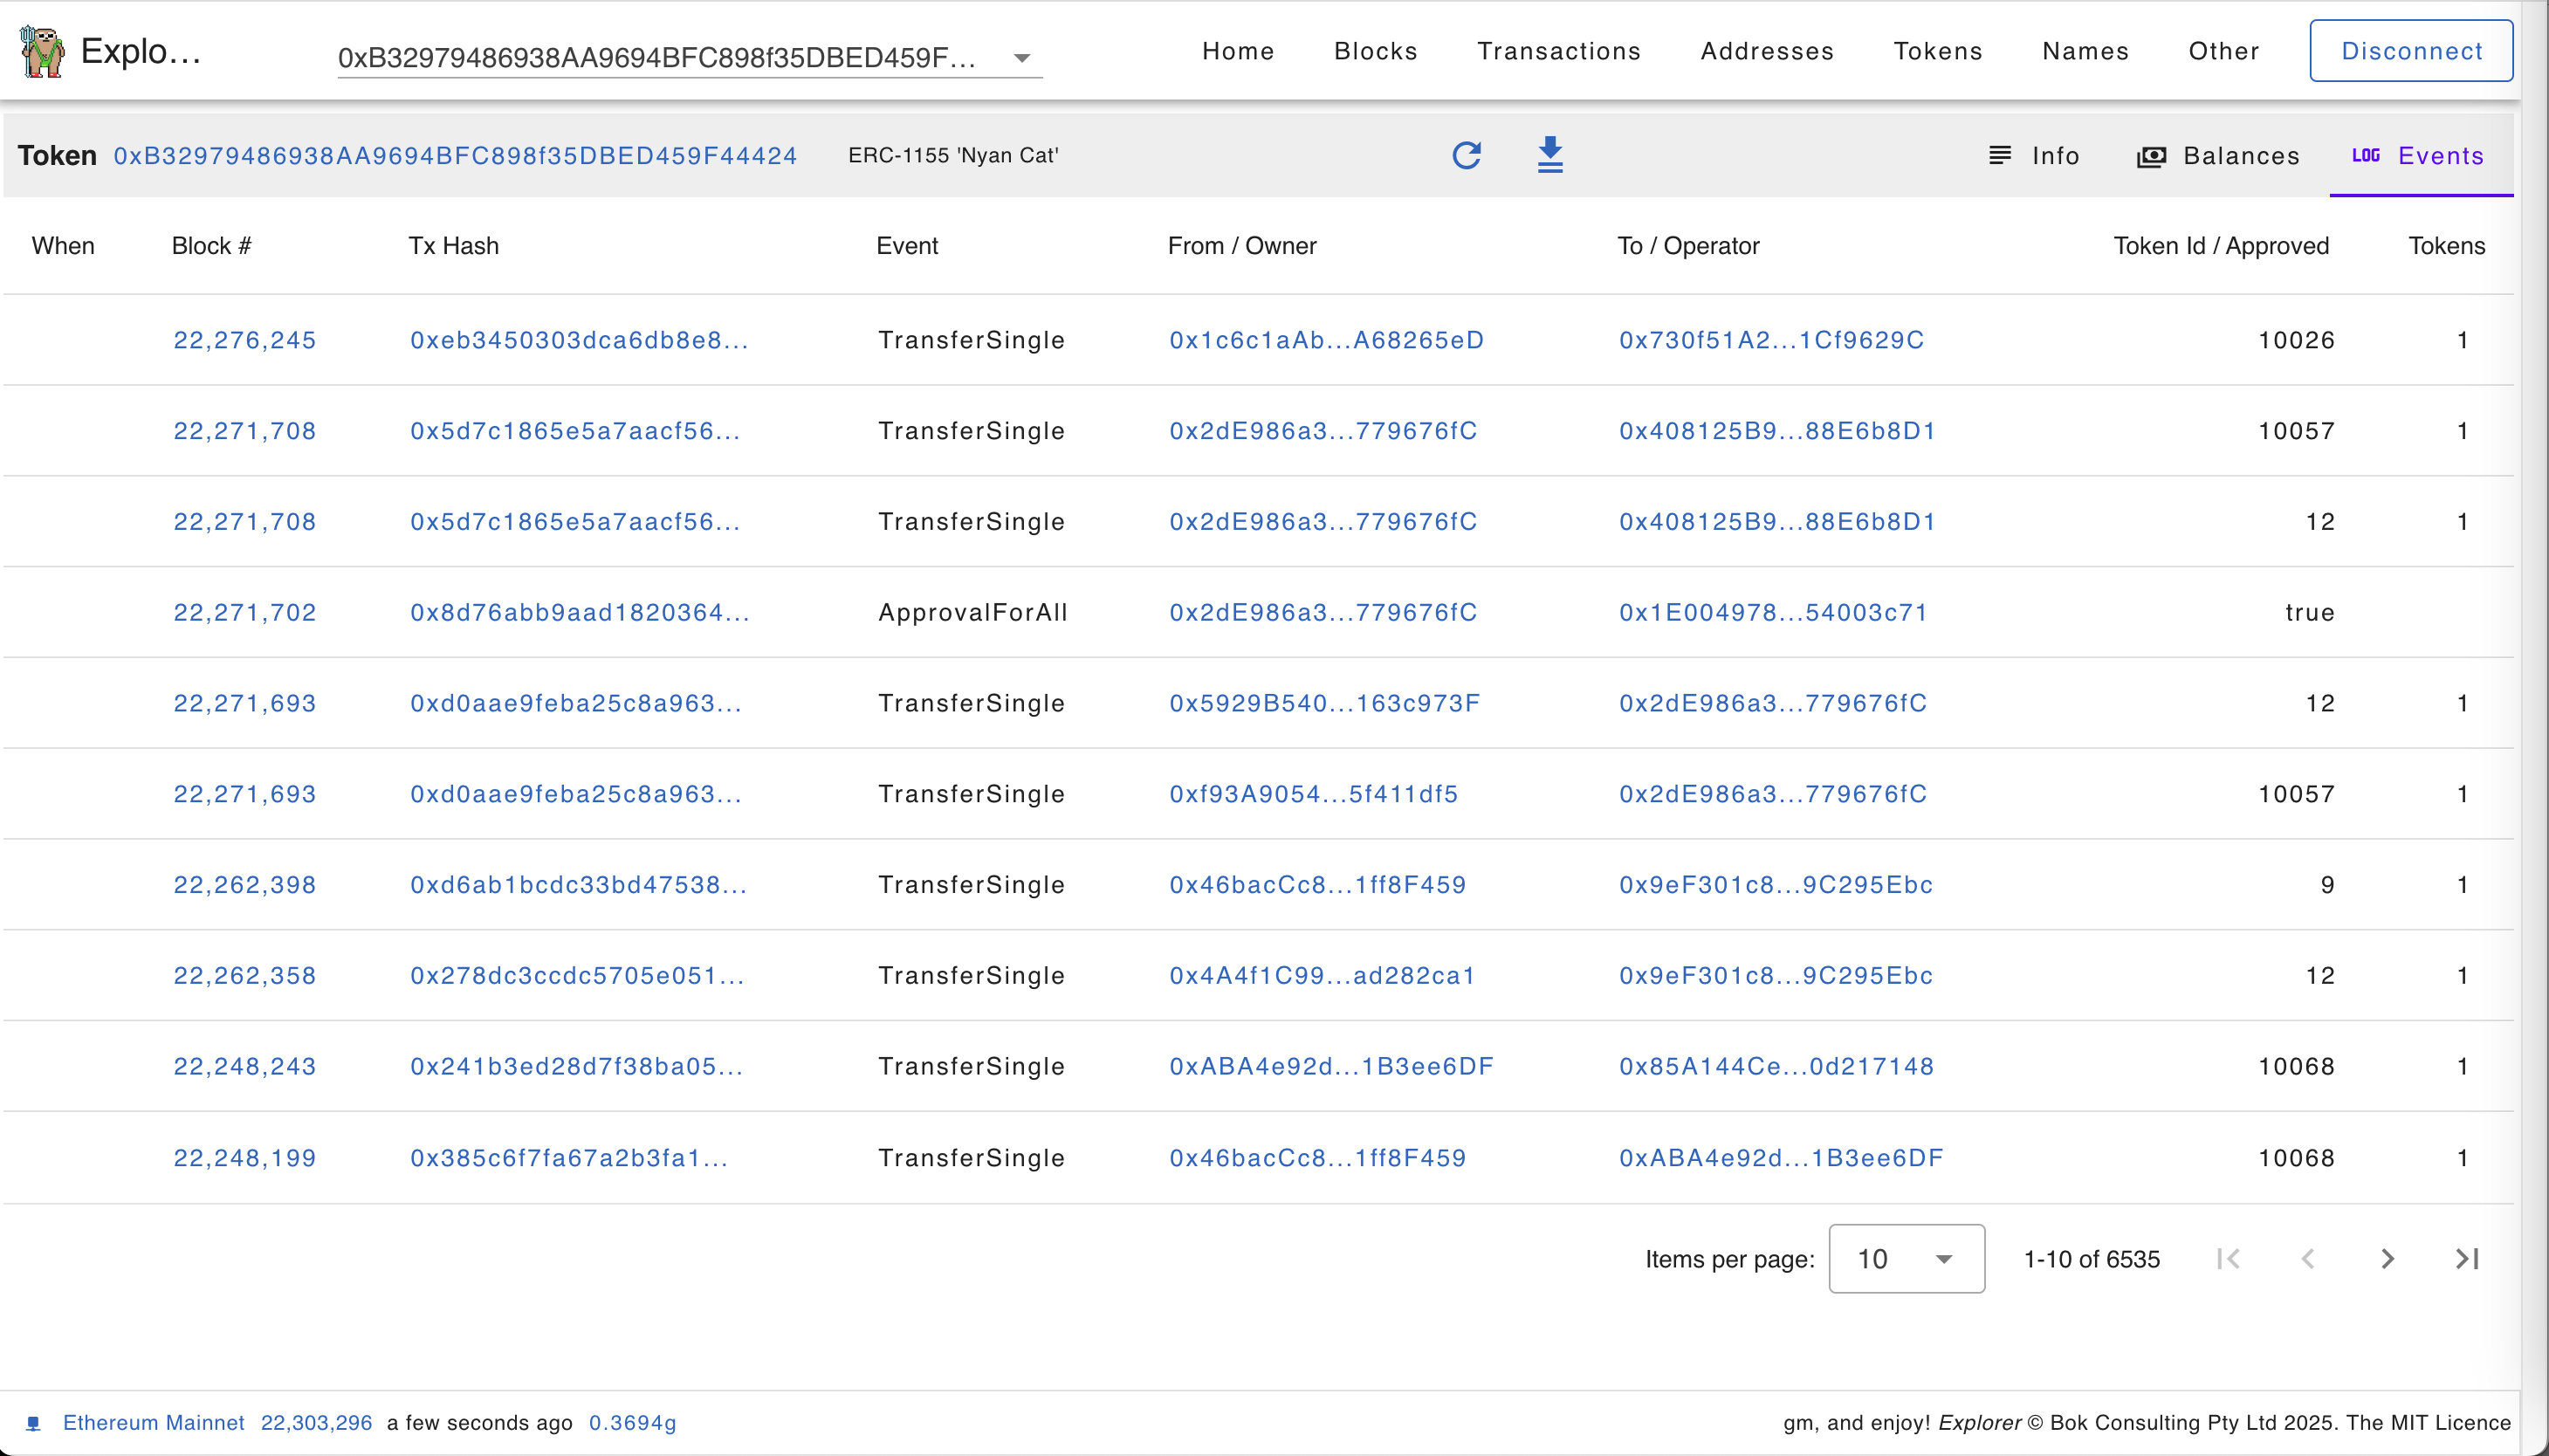 Explo... 0xB32979486938AA9694BFC898f35DBED459F... Home Blocks Transactions Addresses Tokens Names Other Disconnect
Token 0xB32979486938AA9694BFC898f35DBED459F44424 ERC-1155 'Nyan Cat' Info Balances LOG Events
When Block # Tx Hash Event From / Owner To / Operator Token Id / Approved Tokens
22,276,245 0xeb3450303dca6db8e8... TransferSingle 0x1c6c1aAb...A68265eD 0x730f51A2...1Cf9629C 10026 1
22,271,708 0x5d7c1865e5a7aacf56... TransferSingle 0x2dE986a3...779676fC 0x408125B9...88E6b8D1 10057 1
22,271,708 0x5d7c1865e5a7aacf56... TransferSingle 0x2dE986a3...779676fC 0x408125B9...88E6b8D1 12 1
22,271,702 0x8d76abb9aad1820364... ApprovalForAll 0x2dE986a3...779676fC 0x1E004978...54003c71 true
22,271,693 0xd0aae9feba25c8a963... TransferSingle 0x5929B540...163c973F 0x2dE986a3...779676fC 12 1
22,271,693 0xd0aae9feba25c8a963... TransferSingle 0xf93A9054...5f411df5 0x2dE986a3...779676fC 10057 1
22,262,398 0xd6ab1bcdc33bd47538... TransferSingle 0x46bacCc8...1ff8F459 0x9eF301c8...9C295Ebc 9 1
22,262,358 0x278dc3ccdc5705e051... TransferSingle 0x4A4f1C99...ad282ca1 0x9eF301c8...9C295Ebc 12 1
22,248,243 0x241b3ed28d7f38ba05... TransferSingle 0xABA4e92d...1B3ee6DF 0x85A144Ce...0d217148 10068 1
22,248,199 0x385c6f7fa67a2b3fa1... TransferSingle 0x46bacCc8...1ff8F459 0xABA4e92d...1B3ee6DF 10068 1
Items per page: 10 1-10 of 6535
Ethereum Mainnet 22,303,296 a few seconds ago 0.3694g gm, and enjoy! Explorer © Bok Consulting Pty Ltd 2025. The MIT Licence